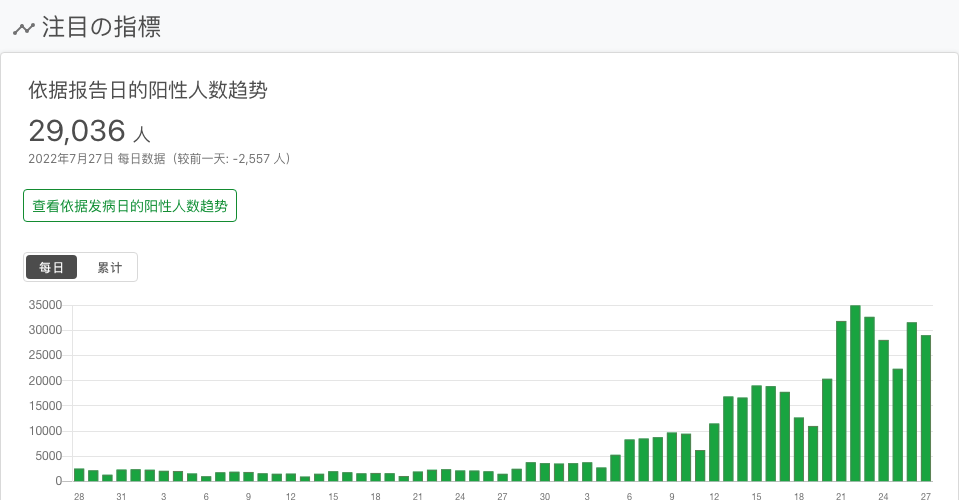 注目の指標
依据报告日的阳性人数趋势
29,036 人
2022年7月27日 每日数据（较前一天: -2,557 人）
查看依据发病日的阳性人数趋势
每日 累计
35000
30000
25000
20000
15000
10000
5000
0
28 31 3 6 9 12 15 18 21 24 27 30 3 6 9 12 15 18 21 24 27